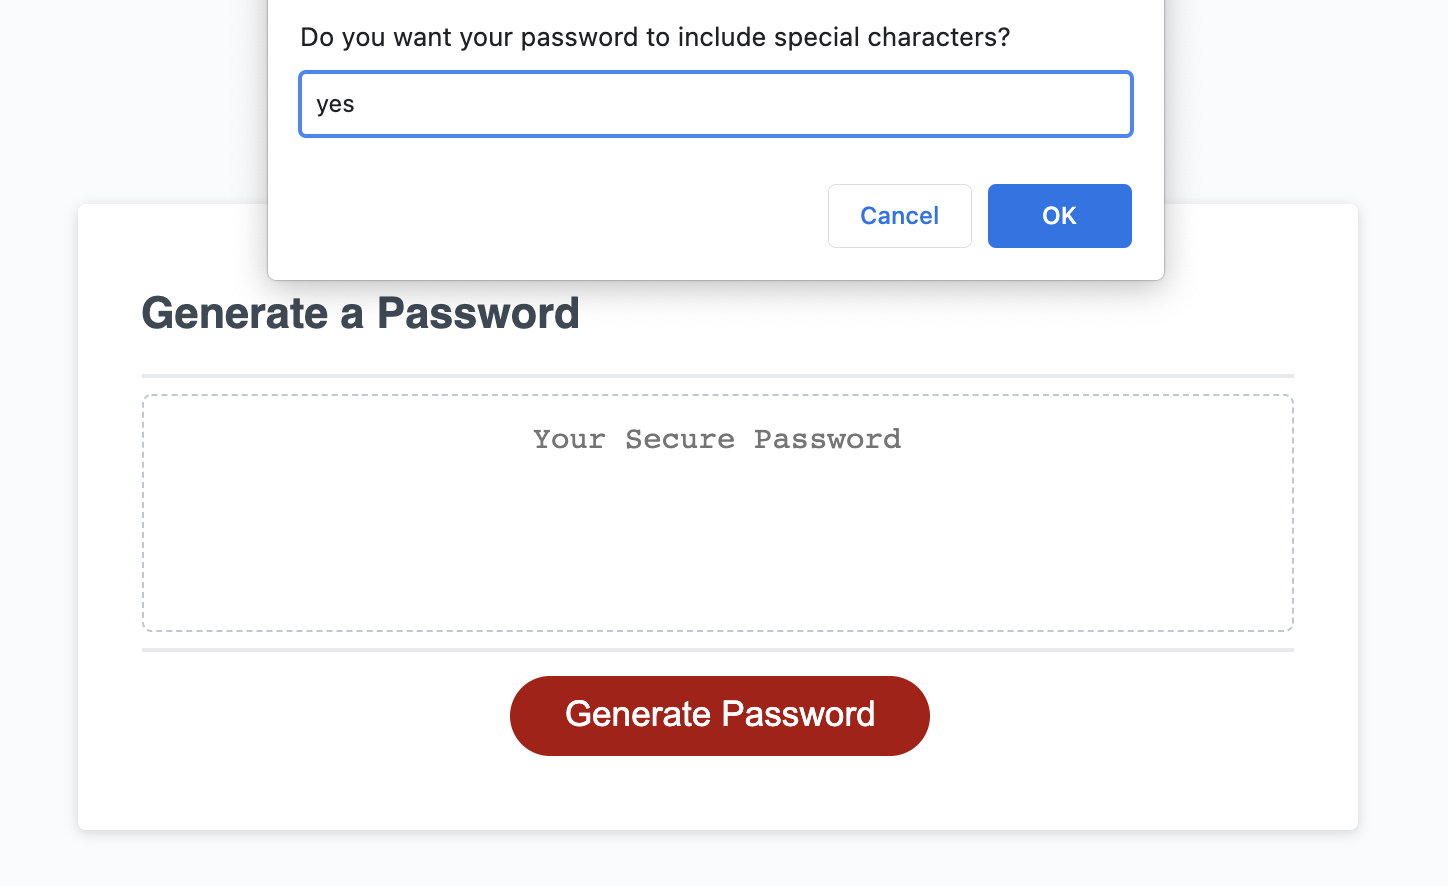 Do you want your password to include special characters?
yes
Cancel OK
Generate a Password
Your Secure Password
Generate Password